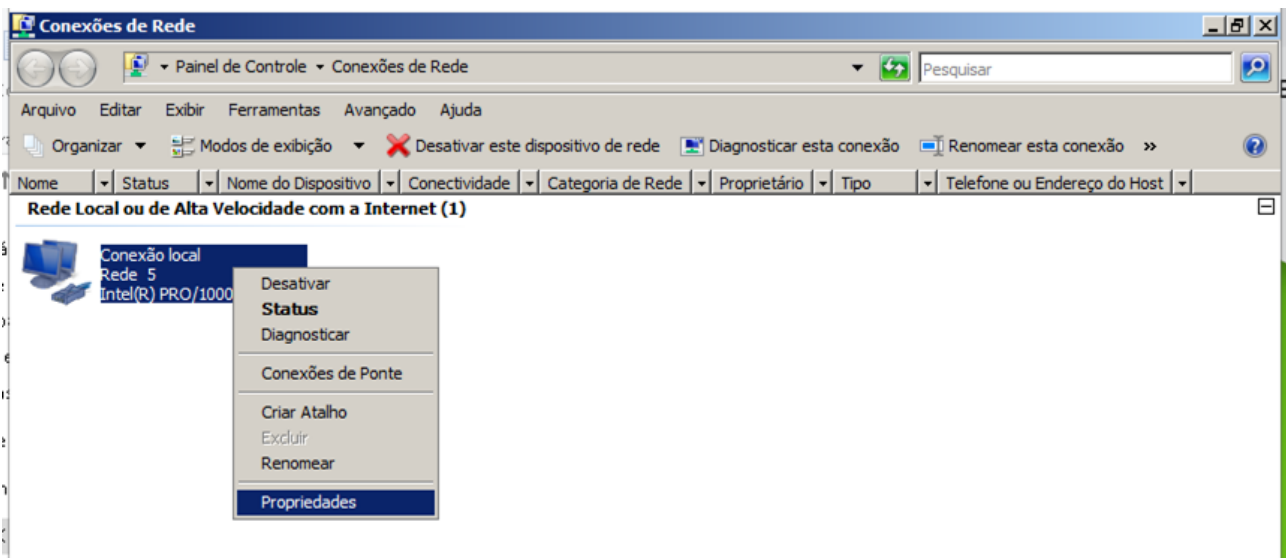 Conexões de Rede
Painel de Controle Conexões de Rede
Pesquisar
Arquivo Editar Exibir Ferramentas Avançado Ajuda
Organizar Modos de exibição Desativar este dispositivo de rede Diagnosticar esta conexão Renomear esta conexão »
Nome Status Nome do Dispositivo Conectividade Categoria de Rede Proprietário Tipo Telefone ou Endereço do Host
Rede Local ou de Alta Velocidade com a Internet (1)
Conexão local
Rede 5
Intel(R) PRO/1000
Desativar
Status
Diagnosticar
Conexões de Ponte
Criar Atalho
Excluir
Renomear
Propriedades